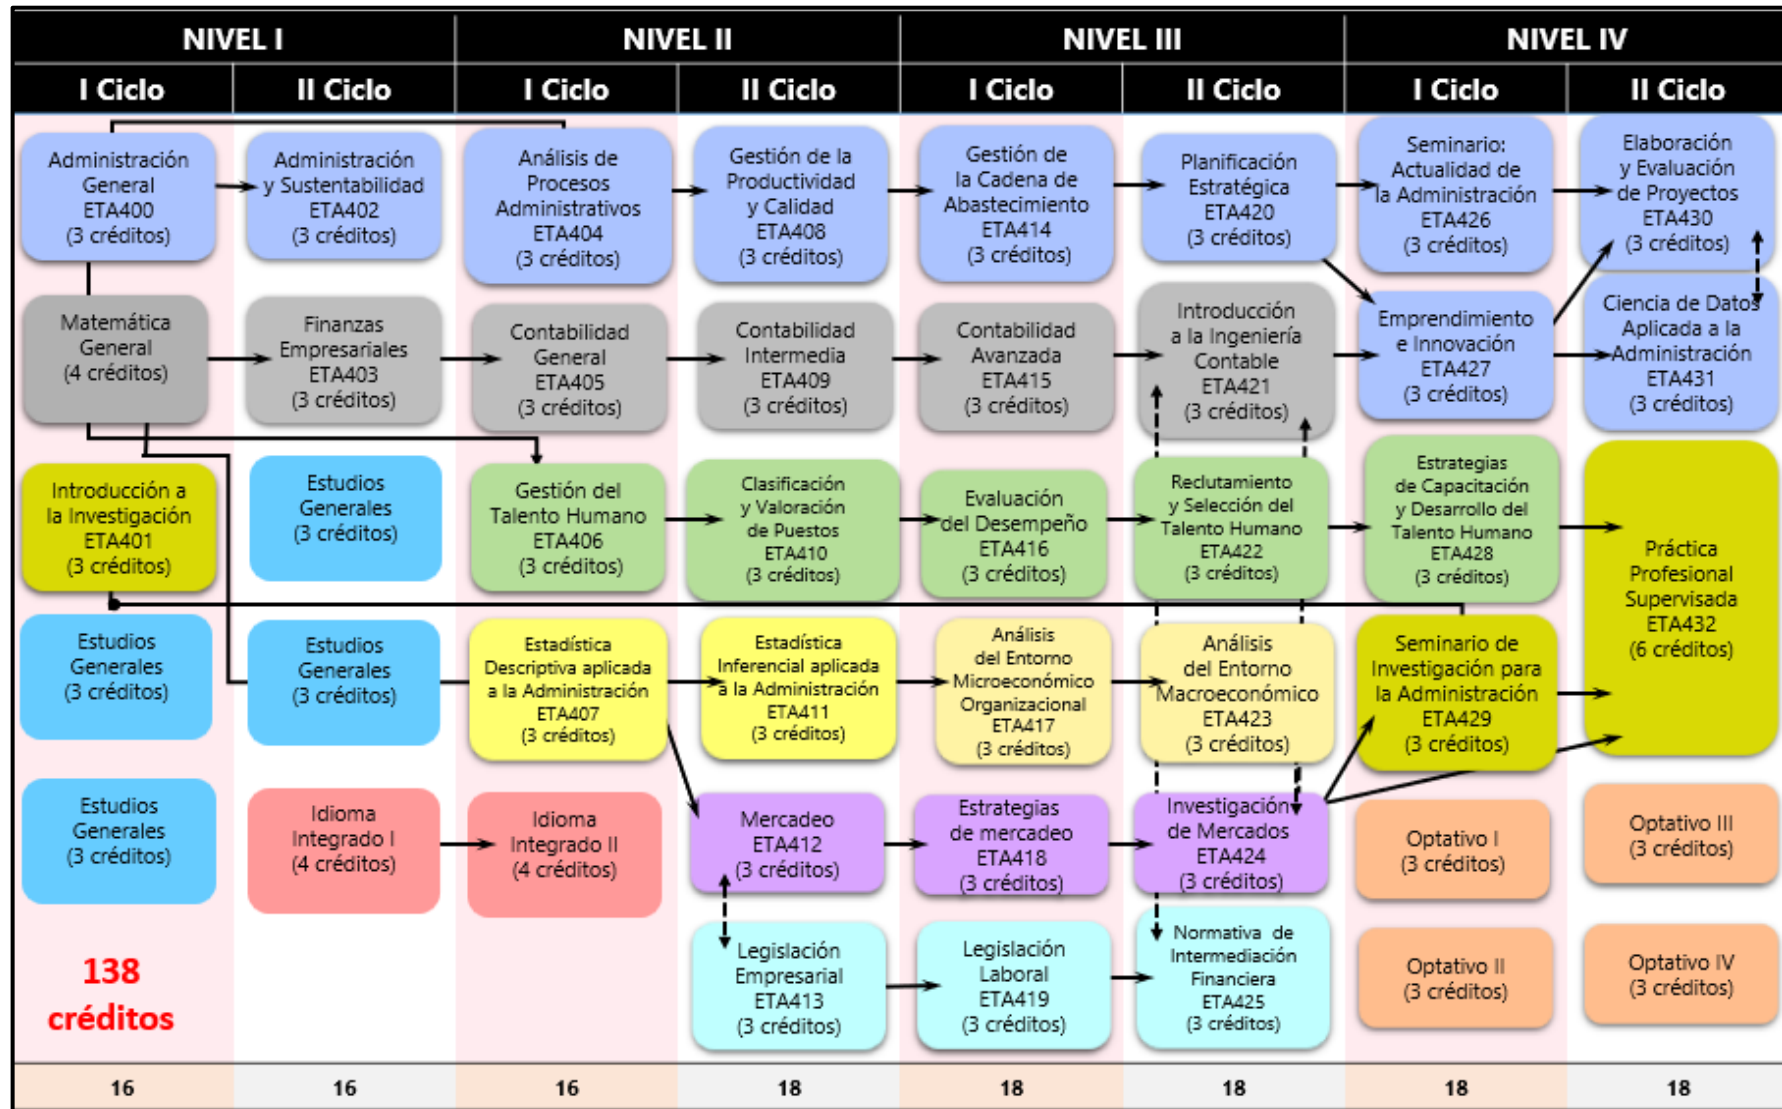 NIVEL I
NIVEL II
NIVEL III
NIVEL IV
I Ciclo
II Ciclo
I Ciclo
II Ciclo
I Ciclo
II Ciclo
I Ciclo
II Ciclo
Administración
General
ETA400
(3 créditos)
Administración
y Sustentabilidad
ETA402
(3 créditos)
Análisis de
Procesos
Administrativos
ETA404
(3 créditos)
Gestión de la
Productividad
y Calidad
ETA408
(3 créditos)
Gestión de
la Cadena de
Abastecimiento
ETA414
(3 créditos)
Planificación
Estratégica
ETA420
(3 créditos)
Seminario:
Actualidad de
la Administración
ETA426
(3 créditos)
Elaboración
y Evaluación
de Proyectos
ETA430
(3 créditos)
Matemática
General
(4 créditos)
Finanzas
Empresariales
ETA403
(3 créditos)
Contabilidad
General
ETA405
(3 créditos)
Contabilidad
Intermedia
ETA409
(3 créditos)
Contabilidad
Avanzada
ETA415
(3 créditos)
Introducción
a la Ingeniería
Contable
ETA421
(3 créditos)
Emprendimiento
e Innovación
ETA427
(3 créditos)
Ciencia de Datos
Aplicada a la
Administración
ETA431
(3 créditos)
Introducción a
la Investigación
ETA401
(3 créditos)
Estudios
Generales
(3 créditos)
Gestión del
Talento Humano
ETA406
(3 créditos)
Clasificación
y Valoración
de Puestos
ETA410
(3 créditos)
Evaluación
del Desempeño
ETA416
(3 créditos)
Reclutamiento
y Selección del
Talento Humano
ETA422
(3 créditos)
Estrategias
de Capacitación
y Desarrollo del
Talento Humano
ETA428
(3 créditos)
Práctica
Profesional
Supervisada
ETA432
(6 créditos)
Estudios
Generales
(3 créditos)
Estudios
Generales
(3 créditos)
Estadística
Descriptiva aplicada
a la Administración
ETA407
(3 créditos)
Estadística
Inferencial aplicada
a la Administración
ETA411
(3 créditos)
Análisis
del Entorno
Microeconómico
Organizacional
ETA417
(3 créditos)
Análisis
del Entorno
Macroeconómico
ETA423
(3 créditos)
Seminario de
Investigación para
la Administración
ETA429
(3 créditos)
Estudios
Generales
(3 créditos)
Idioma
Integrado I
(4 créditos)
Idioma
Integrado II
(4 créditos)
Mercadeo
ETA412
(3 créditos)
Estrategias
de mercadeo
ETA418
(3 créditos)
Investigación
de Mercados
ETA424
(3 créditos)
Optativo I
(3 créditos)
Optativo III
(3 créditos)
138
créditos
Legislación
Empresarial
ETA413
(3 créditos)
Legislación
Laboral
ETA419
(3 créditos)
Normativa de
Intermediación
Financiera
ETA425
(3 créditos)
Optativo II
(3 créditos)
Optativo IV
(3 créditos)
16
16
16
18
18
18
18
18